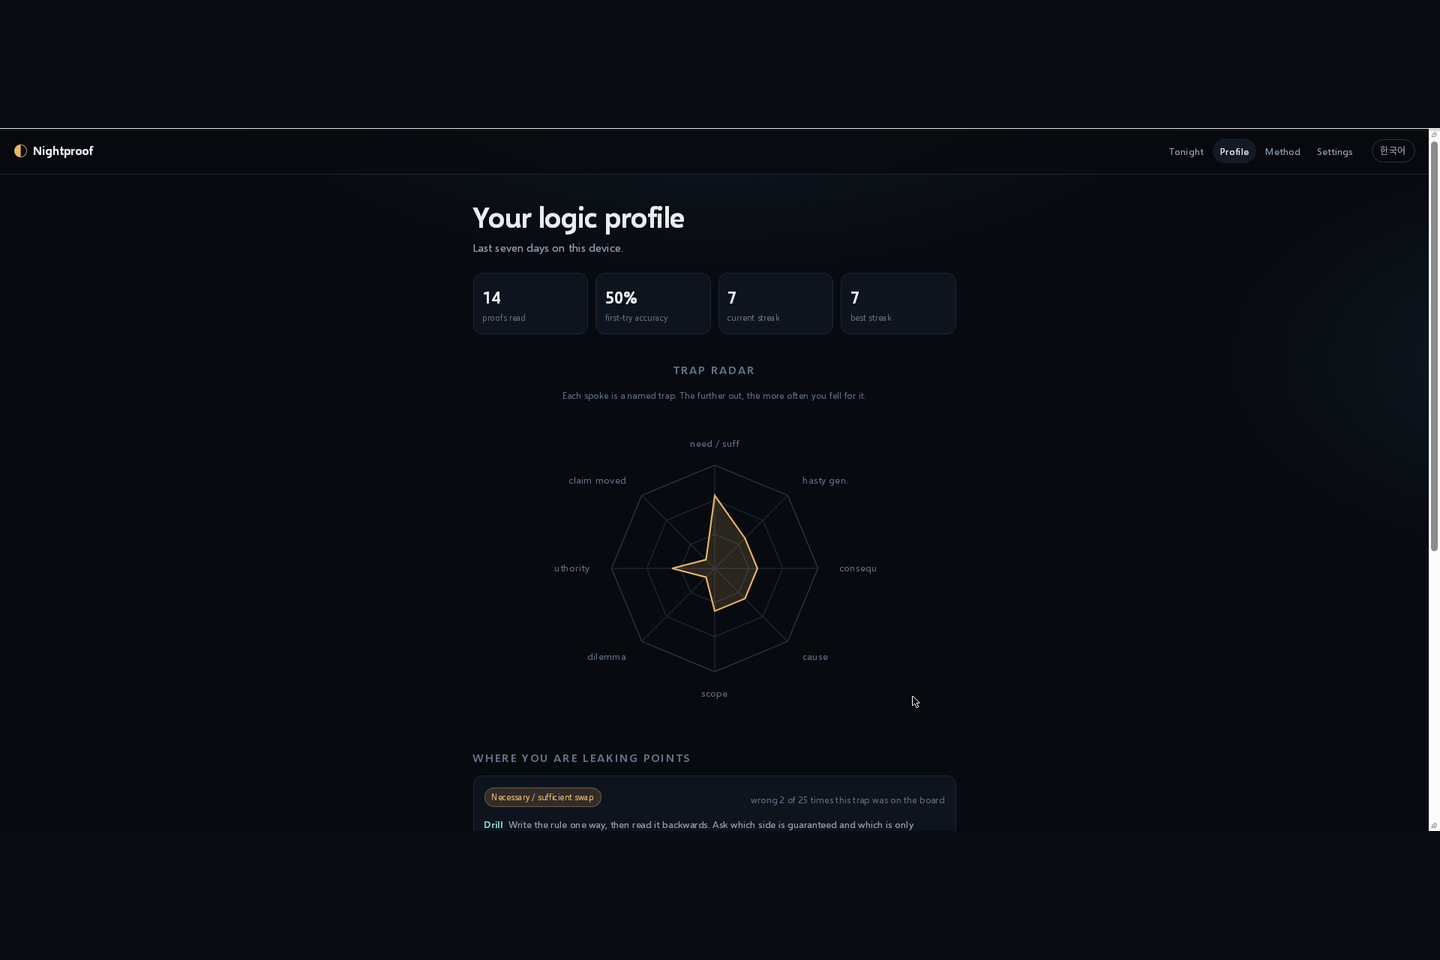 Nightproof
Tonight Profile Method Settings 한국어
Your logic profile
Last seven days on this device.
14
proofs read
50%
first-try accuracy
7
current streak
7
best streak
TRAP RADAR
Each spoke is a named trap. The further out, the more often you fell for it.
need / suff
claim moved
hasty gen.
uthority
consequ
dilemma
cause
scope
WHERE YOU ARE LEAKING POINTS
Necessary / sufficient swap
wrong 2 of 25 times this trap was on the board
Drill Write the rule one way, then read it backwards. Ask which side is guaranteed and which is only